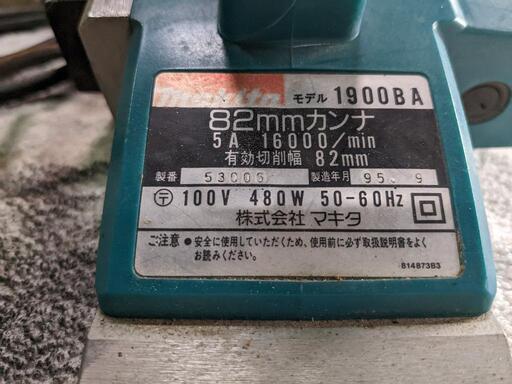 makita モデル 1900BA
82mmカンナ
5A 16000/min
有効切削幅 82mm
製番 53006 製造年月 95. 9
〒 100V 480W 50-60Hz
株式会社 マキタ
ご注意 ● 安全に使用していただくため、使用前に必ず取扱説明書をよく
お読みください。
814873B3